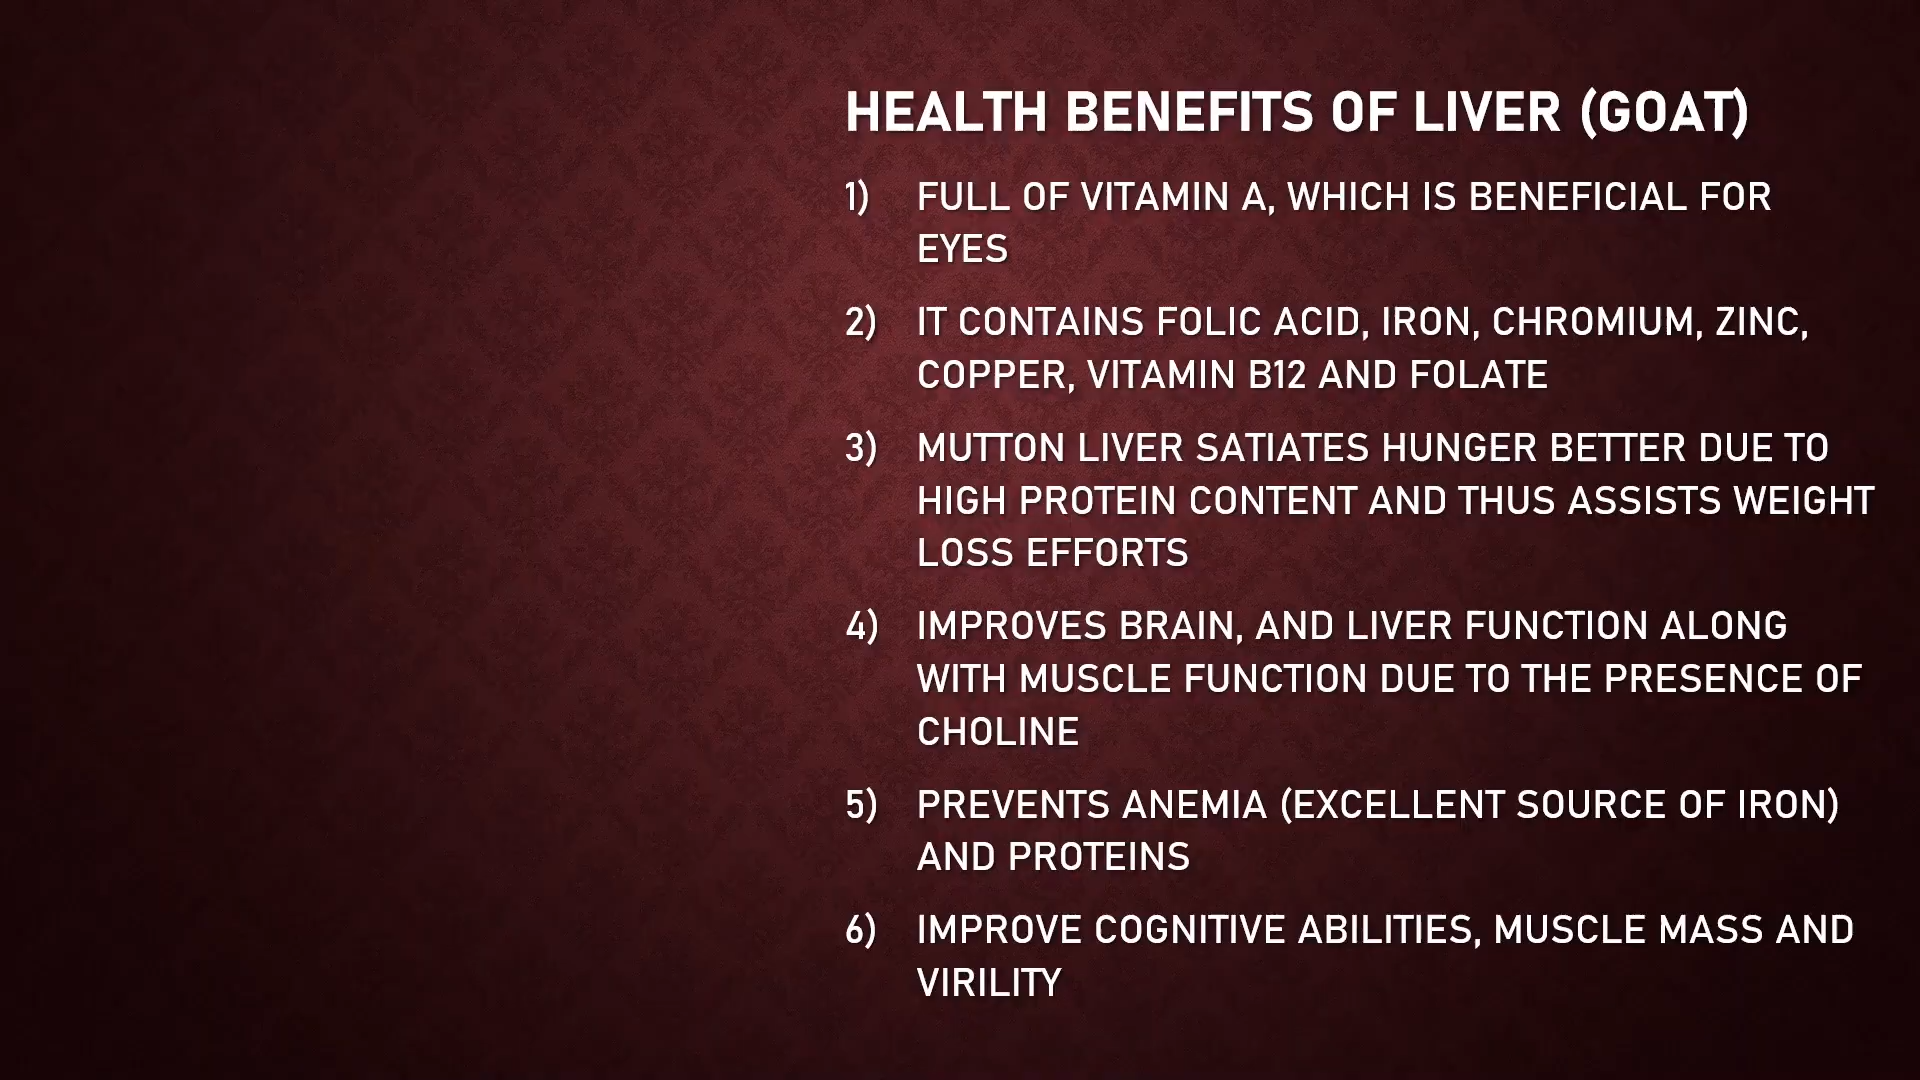 HEALTH BENEFITS OF LIVER (GOAT)
1) FULL OF VITAMIN A, WHICH IS BENEFICIAL FOR
EYES
2) IT CONTAINS FOLIC ACID, IRON, CHROMIUM, ZINC,
COPPER, VITAMIN B12 AND FOLATE
3) MUTTON LIVER SATIATES HUNGER BETTER DUE TO
HIGH PROTEIN CONTENT AND THUS ASSISTS WEIGHT
LOSS EFFORTS
4) IMPROVES BRAIN, AND LIVER FUNCTION ALONG
WITH MUSCLE FUNCTION DUE TO THE PRESENCE OF
CHOLINE
5) PREVENTS ANEMIA (EXCELLENT SOURCE OF IRON)
AND PROTEINS
6) IMPROVE COGNITIVE ABILITIES, MUSCLE MASS AND
VIRILITY